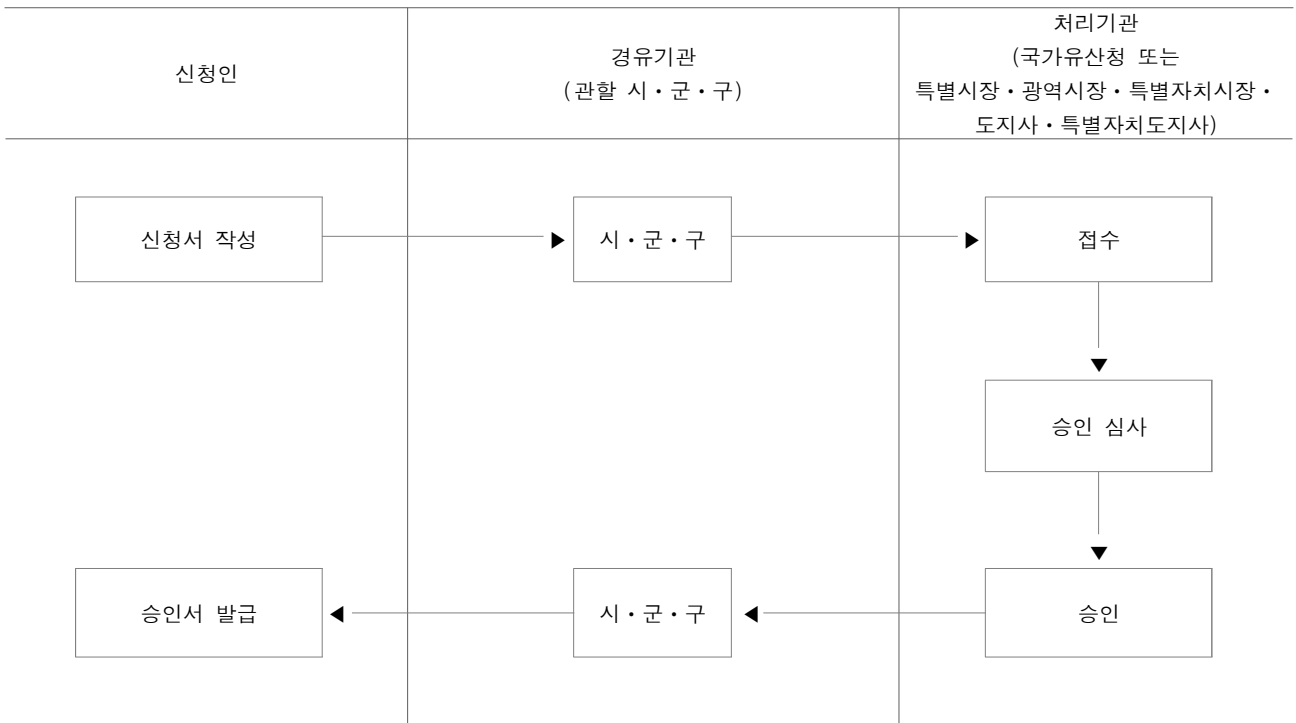 신청인
경유기관
(관할 시・군・구)
처리기관
(국가유산청 또는
특별시장・광역시장・특별자치시장・
도지사・특별자치도지사)
신청서 작성
시・군・구
접수
승인 심사
승인서 발급
시・군・구
승인